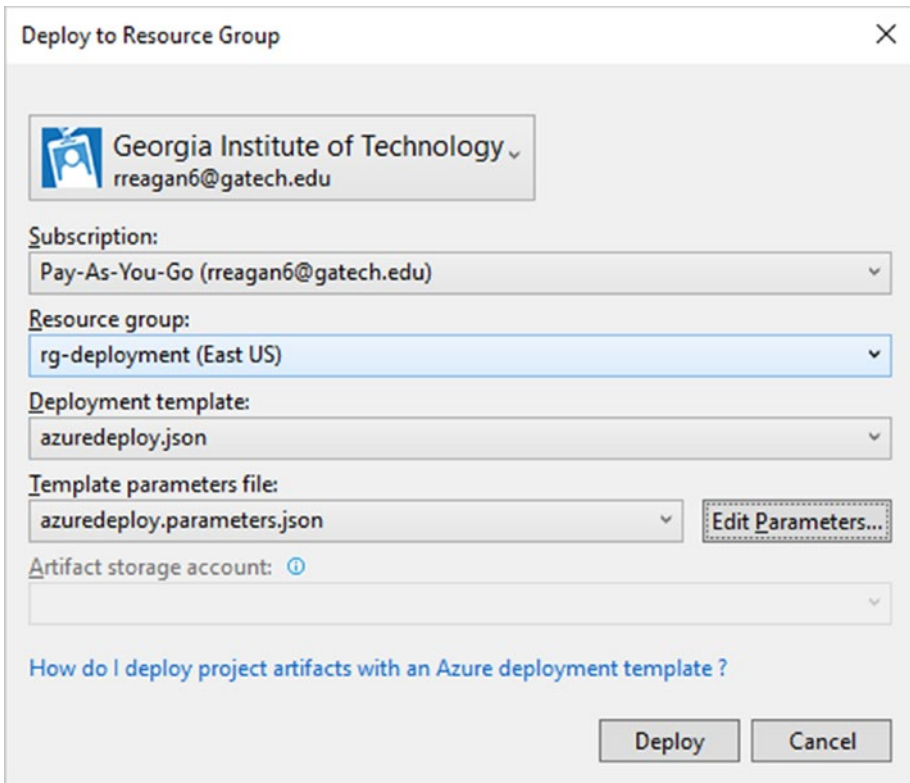 Deploy to Resource Group
Georgia Institute of Technology
rreagan6@gatech.edu
Subscription:
Pay-As-You-Go (rreagan6@gatech.edu)
Resource group:
rg-deployment (East US)
Deployment template:
azuredeploy.json
Template parameters file:
azuredeploy.parameters.json
Edit Parameters...
Artifact storage account:
How do I deploy project artifacts with an Azure deployment template ?
Deploy
Cancel